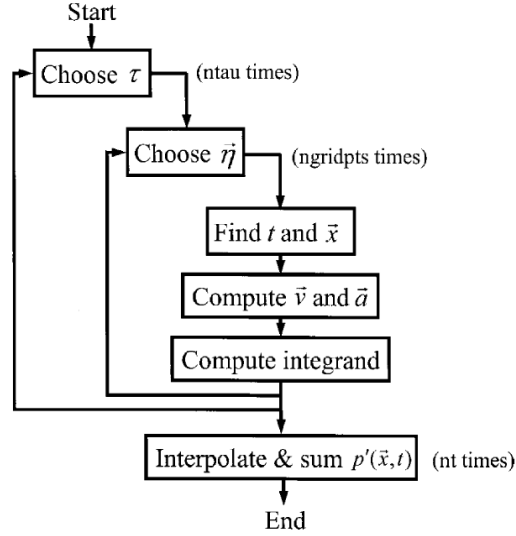 Start
Choose τ (ntau times)
Choose η⃗ (ngridpts times)
Find t and x⃗
Compute v⃗ and a⃗
Compute integrand
Interpolate & sum p′(x⃗,t) (nt times)
End